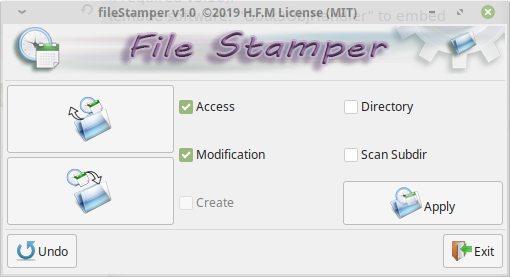 fileStamper v1.0 ©2019 H.F.M License (MIT)
File Stamper
Access
Directory
Modification
Scan Subdir
Create
Apply
Undo
Exit